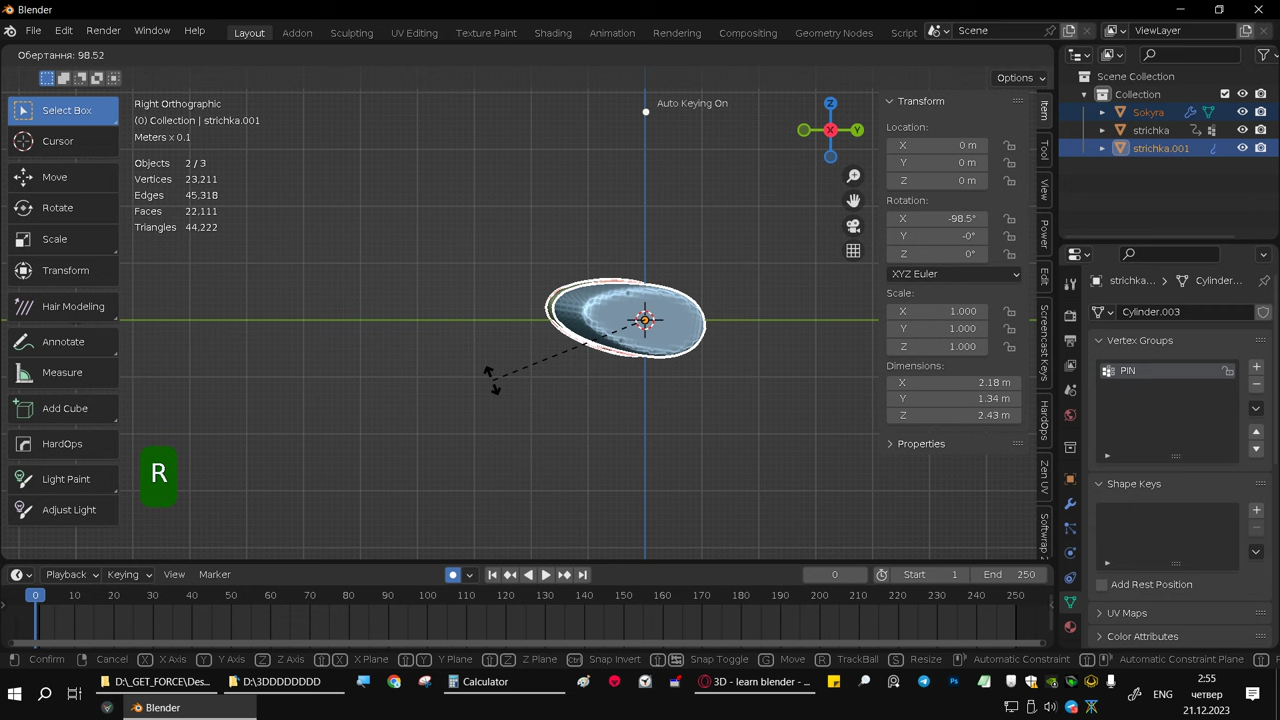 Blender
File Edit Render Window Help Layout Addon Sculpting UV Editing Texture Paint Shading Animation Rendering Compositing Geometry Nodes Script Scene ViewLayer
Обертання: 98.52
Options
Select Box
Cursor
Move
Rotate
Scale
Transform
Hair Modeling
Annotate
Measure
Add Cube
HardOps
Light Paint
Adjust Light
Right Orthographic
(0) Collection | strichka.001
Meters x 0.1
Objects 2 / 3
Vertices 23,211
Edges 45,318
Faces 22,111
Triangles 44,222
Auto Keying On
Z
Y
X
R
Transform
Location:
X 0 m
Y 0 m
Z 0 m
Rotation:
X -98.5°
Y -0°
Z 0°
XYZ Euler
Scale:
X 1.000
Y 1.000
Z 1.000
Dimensions:
X 2.18 m
Y 1.34 m
Z 2.43 m
Properties
Item
Tool
View
Power
Edit
Screencast Keys
HardOps
Zen UV
Softwrap 2
Scene Collection
Collection
Sokyra
strichka
strichka.001
strichka... Cylinder...
Cylinder.003
Vertex Groups
PIN
Shape Keys
Add Rest Position
UV Maps
Color Attributes
Playback Keying View Marker 0 Start 1 End 250
0 10 20 30 40 50 60 70 80 90 100 110 120 130 140 150 160 170 180 190 200 210 220 230 240 250
Confirm Cancel X X Axis Y Y Axis Z Z Axis X X Plane Y Y Plane Z Z Plane Ctrl Snap Invert Snap Toggle G Move R TrackBall S Resize Automatic Constraint Automatic Constraint Plane
D:\_GET_FORCE\Des... D:\3DDDDDDDD Calculator 3D - learn blender - ...
Blender
ENG
2:55
четвер
21.12.2023